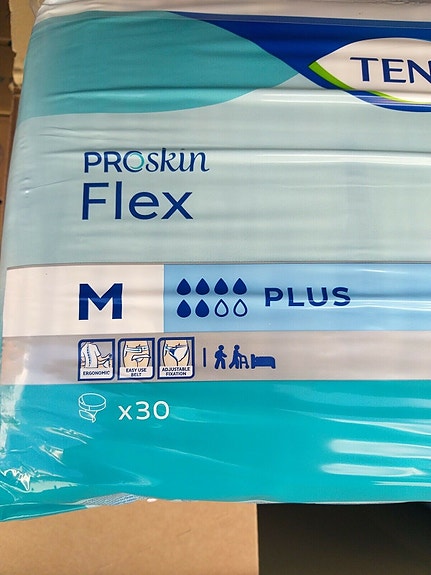 TEN
PROskin
Flex
M PLUS
ERGONOMIC EASY USE BELT ADJUSTABLE FIXATION
x30